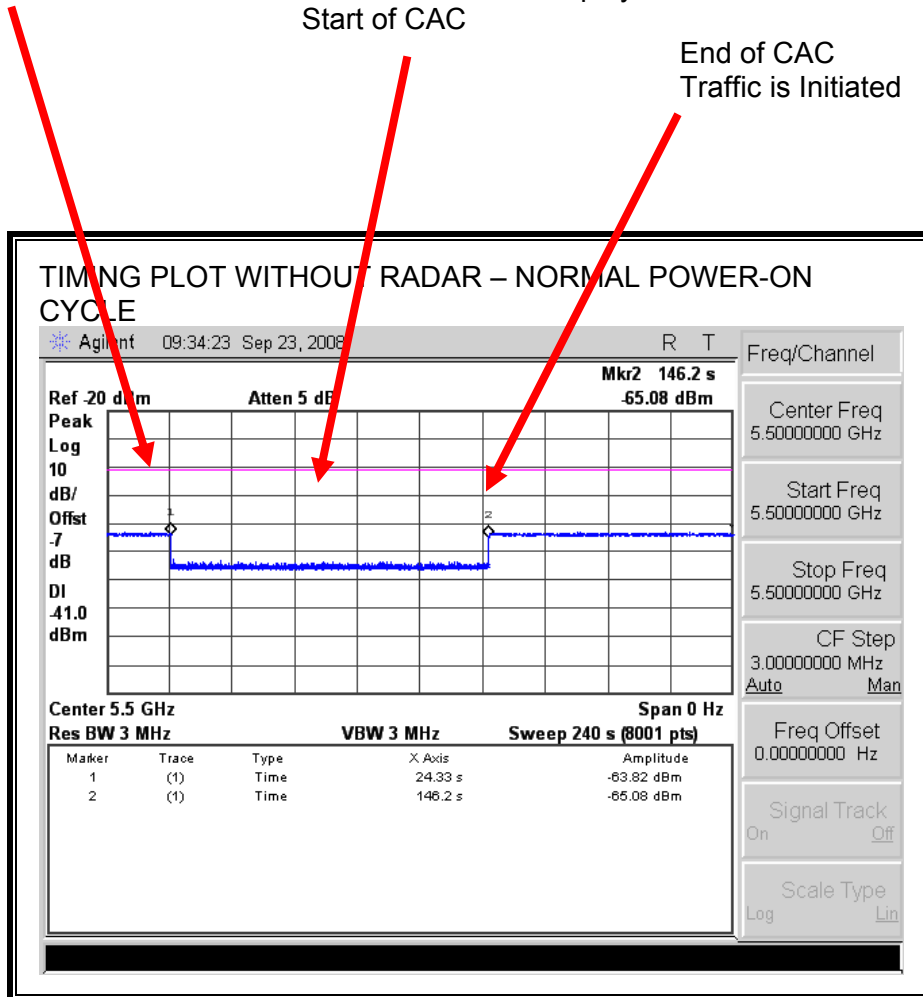 Start of CAC
End of CAC
Traffic is Initiated
TIMING PLOT WITHOUT RADAR – NORMAL POWER-ON
CYCLE
Agilent 09:34:23 Sep 23, 2008 R T
Mkr2 146.2 s
Ref -20 dBm Atten 5 dB -65.08 dBm
Peak
Log
10
dB/
Offst
-7
dB
DI
-41.0
dBm
1
2
Center 5.5 GHz Span 0 Hz
Res BW 3 MHz VBW 3 MHz Sweep 240 s (8001 pts)
Marker Trace Type X Axis Amplitude
1 (1) Time 24.33 s -63.82 dBm
2 (1) Time 146.2 s -65.08 dBm
Freq/Channel
Center Freq
5.50000000 GHz
Start Freq
5.50000000 GHz
Stop Freq
5.50000000 GHz
CF Step
3.00000000 MHz
Auto Man
Freq Offset
0.00000000 Hz
Signal Track
On Off
Scale Type
Log Lin